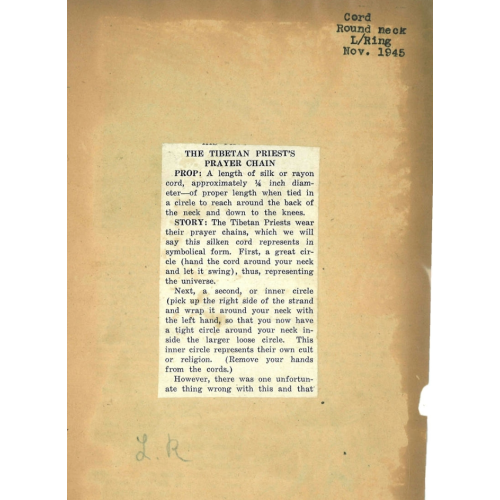 Cord
Round neck
L/Ring
Nov. 1945
THE TIBETAN PRIEST'S
PRAYER CHAIN
PROP: A length of silk or rayon
cord, approximately ¼ inch diam-
eter—of proper length when tied in
a circle to reach around the back of
the neck and down to the knees.
STORY: The Tibetan Priests wear
their prayer chains, which we will
say this silken cord represents in
symbolical form. First, a great cir-
cle (hand the cord around your neck
and let it swing), thus, representing
the universe.
Next, a second, or inner circle
(pick up the right side of the strand
and wrap it around your neck with
the left hand, so that you now have
a tight circle around your neck in-
side the larger loose circle. This
inner circle represents their own cult
or religion. (Remove your hands
from the cords.)
However, there was one unfortun-
ate thing wrong with this and that
L. R